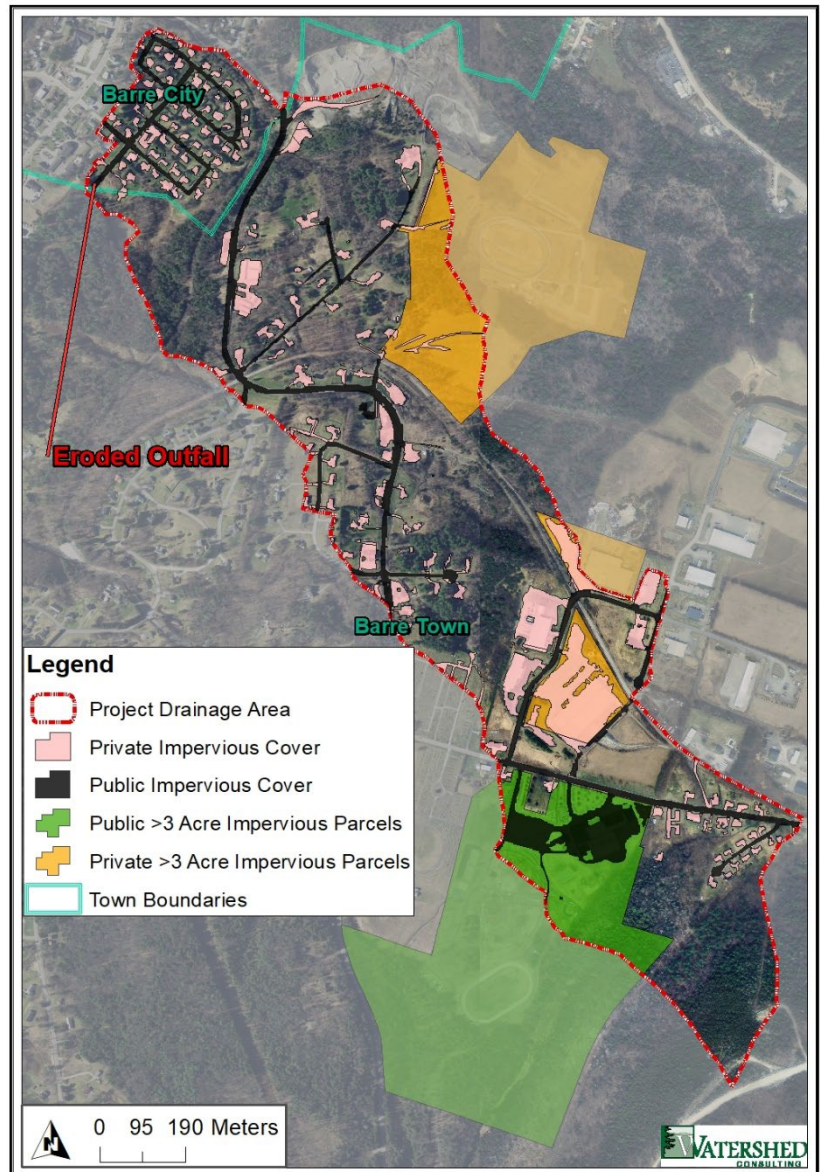 Barre City
Eroded Outfall
Barre Town
Legend
Project Drainage Area
Private Impervious Cover
Public Impervious Cover
Public >3 Acre Impervious Parcels
Private >3 Acre Impervious Parcels
Town Boundaries
N
0 95 190 Meters
WATERSHED
CONSULTING